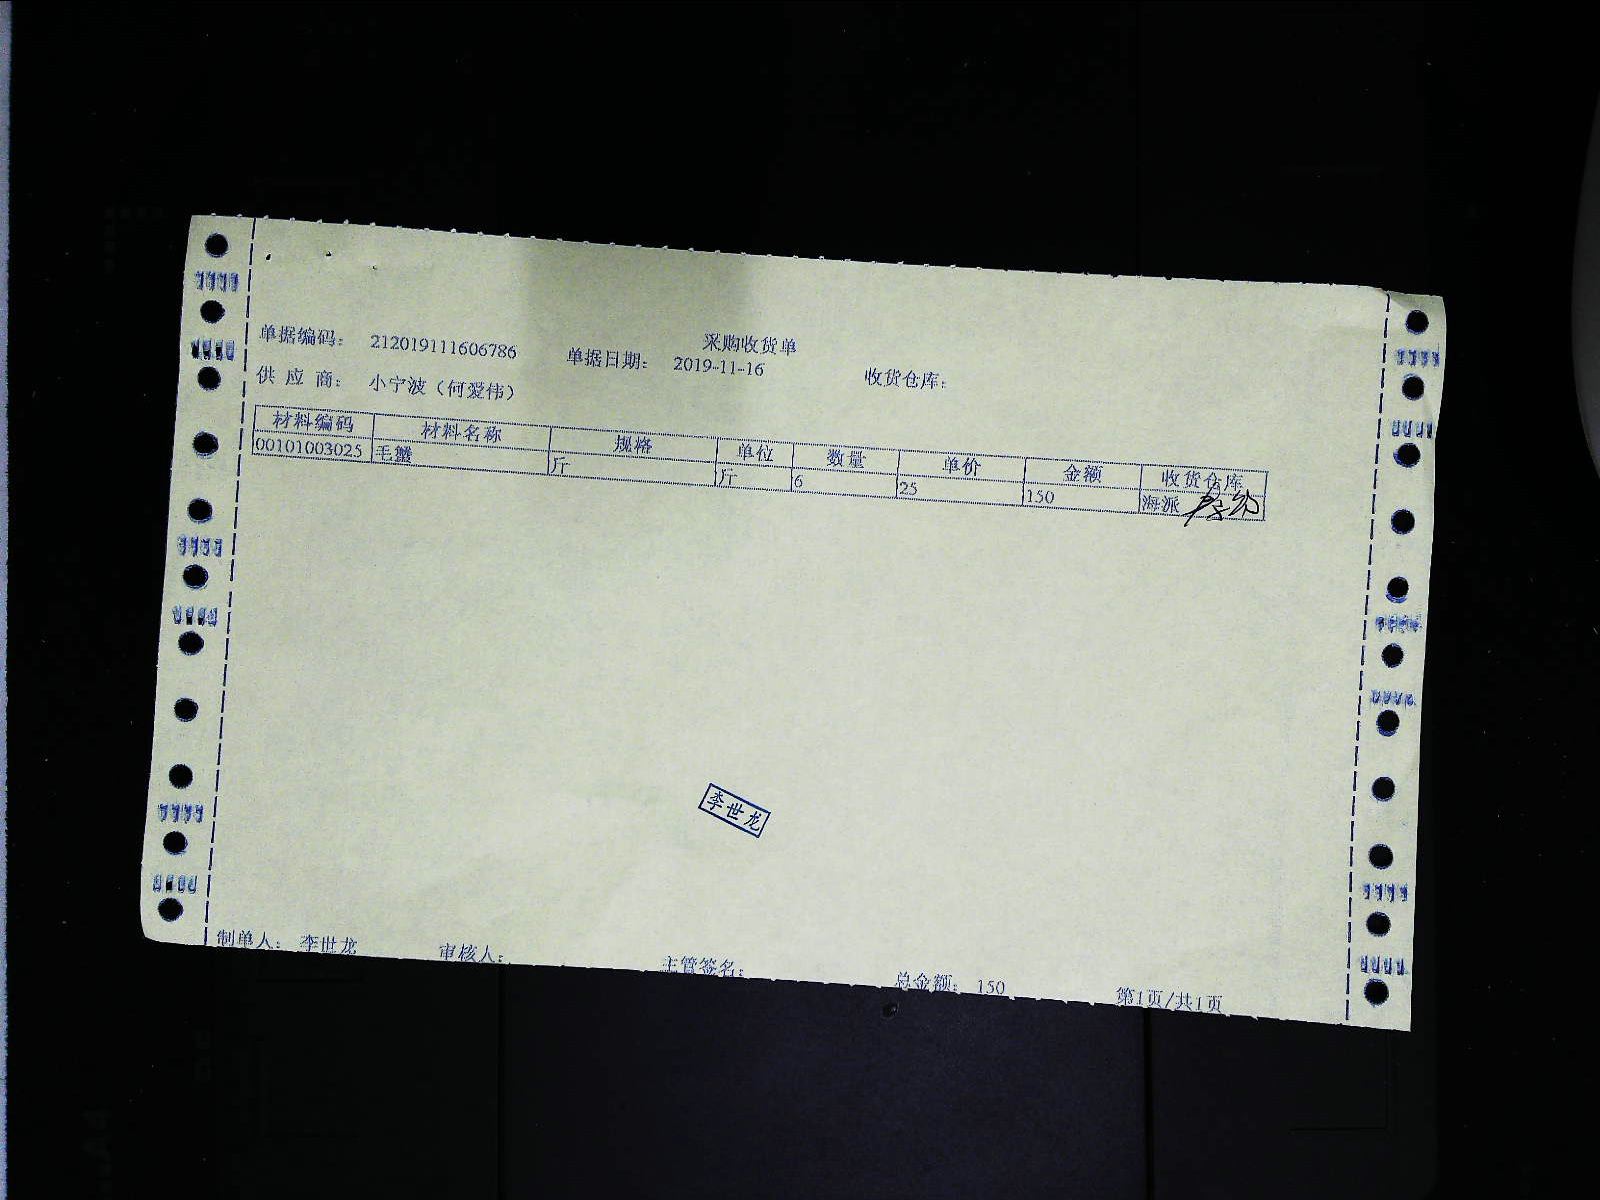 采购收货单
单据编码： 212019111606786 单据日期： 2019-11-16 收货仓库：
供 应 商： 小宁波（何爱伟）
材料编码 材料名称 规格 单位 数量 单价 金额 收货仓库
00101003025 毛蟹 斤 斤 6 25 150 海派
李世龙
制单人： 李世龙 审核人： 主管签名： 总金额： 150 第1页/共1页